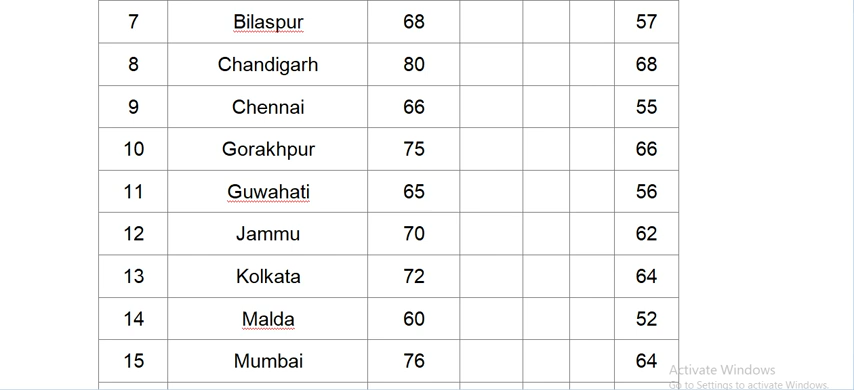 7 Bilaspur 68 57
8 Chandigarh 80 68
9 Chennai 66 55
10 Gorakhpur 75 66
11 Guwahati 65 56
12 Jammu 70 62
13 Kolkata 72 64
14 Malda 60 52
15 Mumbai 76 64
Activate Windows
Go to Settings to activate Windows.